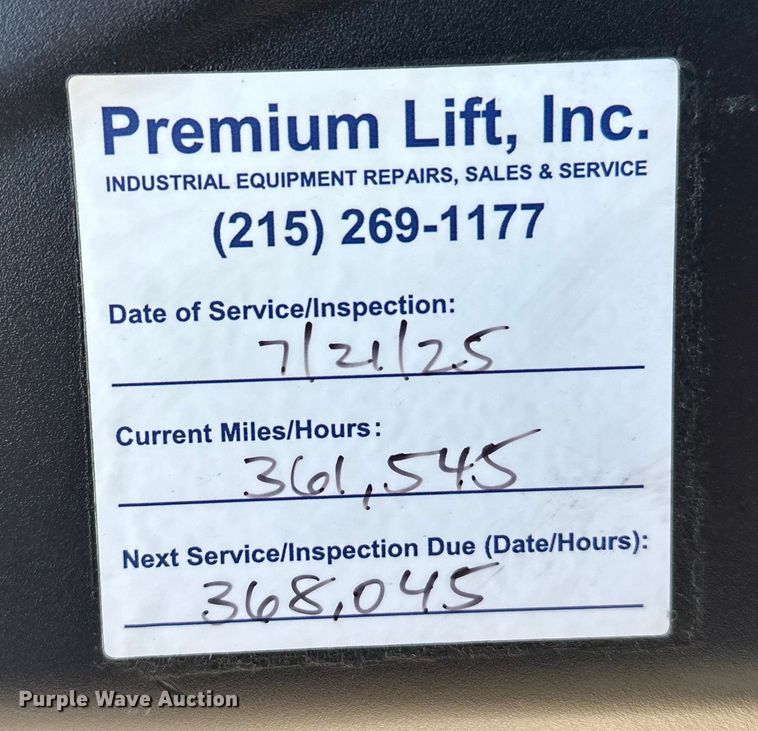 Premium Lift, Inc.
INDUSTRIAL EQUIPMENT REPAIRS, SALES & SERVICE
(215) 269-1177
Date of Service/Inspection:
7/21/25
Current Miles/Hours:
361,545
Next Service/Inspection Due (Date/Hours):
368,045
Purple Wave Auction